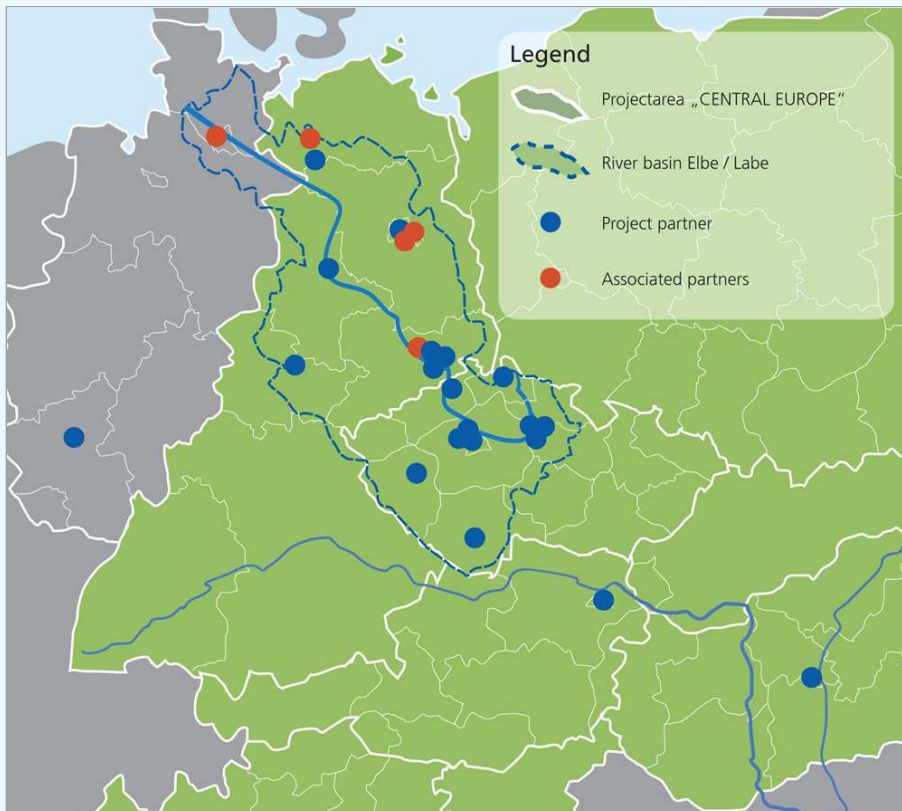 Legend
Projectarea „CENTRAL EUROPE“
River basin Elbe / Labe
Project partner
Associated partners